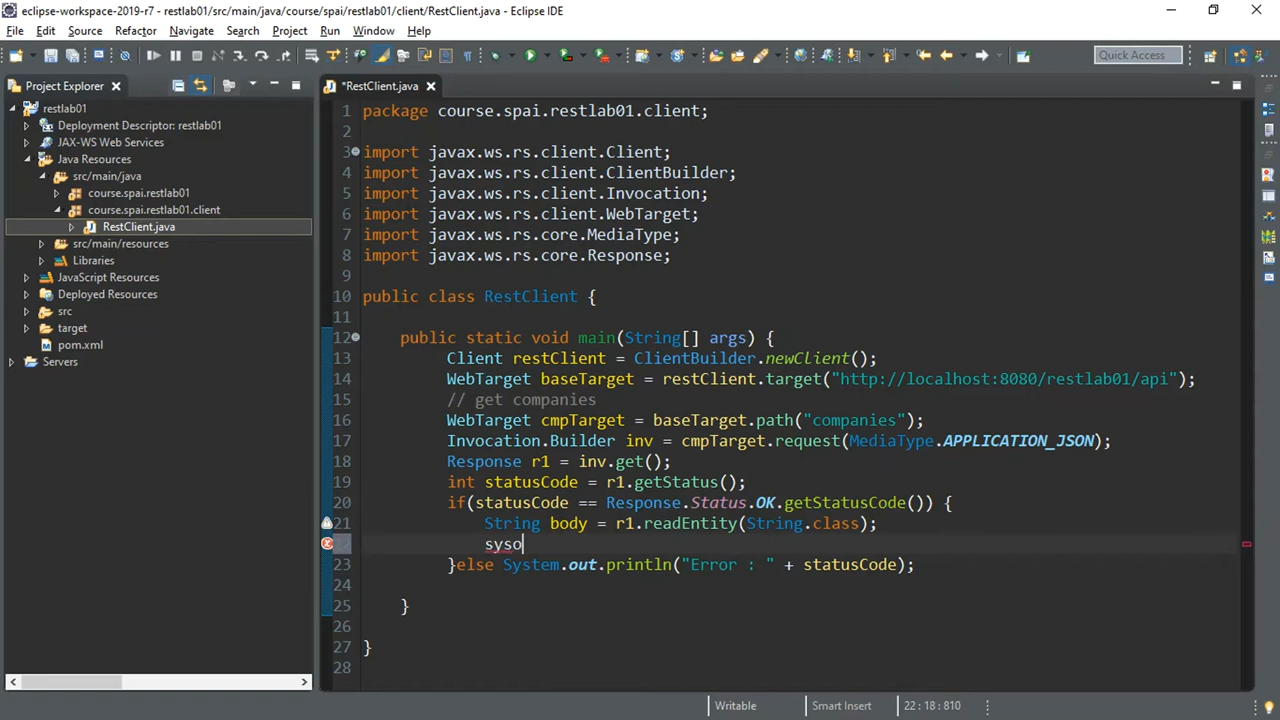 eclipse-workspace-2019-r7 - restlab01/src/main/java/course/spai/restlab01/client/RestClient.java - Eclipse IDE
File Edit Source Refactor Navigate Search Project Run Window Help
Quick Access
Project Explorer
*RestClient.java
restlab01
Deployment Descriptor: restlab01
JAX-WS Web Services
Java Resources
src/main/java
course.spai.restlab01
course.spai.restlab01.client
RestClient.java
src/main/resources
Libraries
JavaScript Resources
Deployed Resources
src
target
pom.xml
Servers
1 package course.spai.restlab01.client;
2
3 import javax.ws.rs.client.Client;
4 import javax.ws.rs.client.ClientBuilder;
5 import javax.ws.rs.client.Invocation;
6 import javax.ws.rs.client.WebTarget;
7 import javax.ws.rs.core.MediaType;
8 import javax.ws.rs.core.Response;
9
10 public class RestClient {
11
12 public static void main(String[] args) {
13 Client restClient = ClientBuilder.newClient();
14 WebTarget baseTarget = restClient.target("http://localhost:8080/restlab01/api");
15 // get companies
16 WebTarget cmpTarget = baseTarget.path("companies");
17 Invocation.Builder inv = cmpTarget.request(MediaType.APPLICATION_JSON);
18 Response r1 = inv.get();
19 int statusCode = r1.getStatus();
20 if(statusCode == Response.Status.OK.getStatusCode()) {
21 String body = r1.readEntity(String.class);
22 syso
23 }else System.out.println("Error : " + statusCode);
24
25 }
26
27 }
28
Writable Smart Insert 22 : 18 : 810